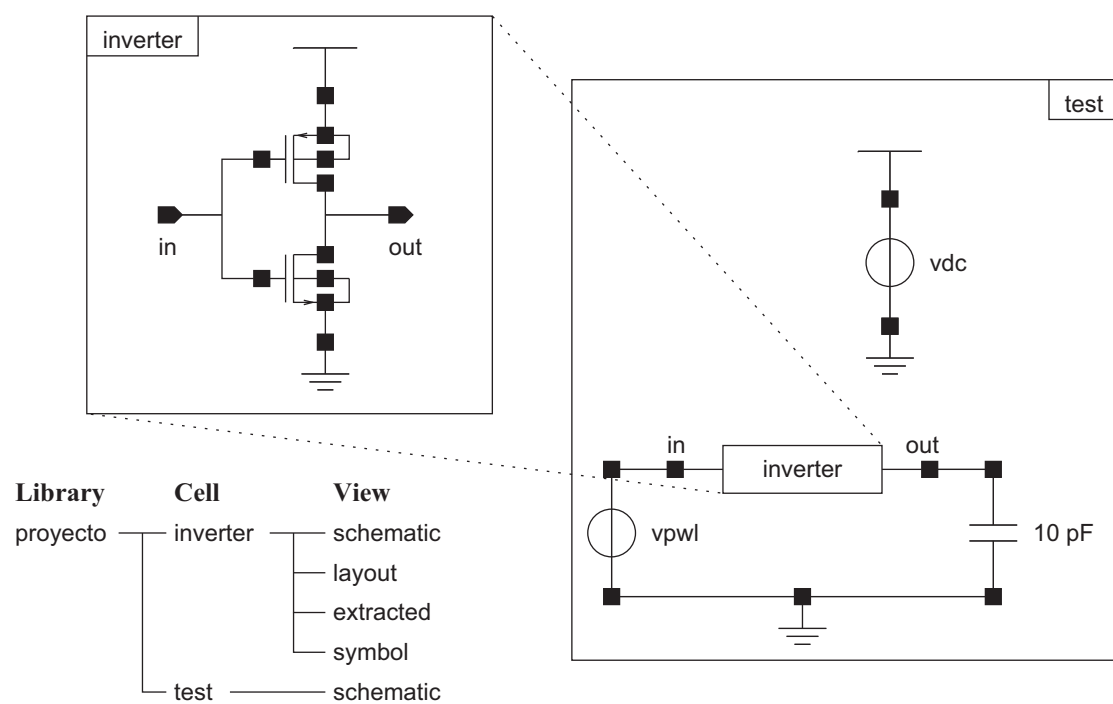 inverter
in
out
test
vdc
in
out
inverter
vpwl
10 pF
Library Cell View
proyecto inverter schematic
layout
extracted
symbol
test schematic